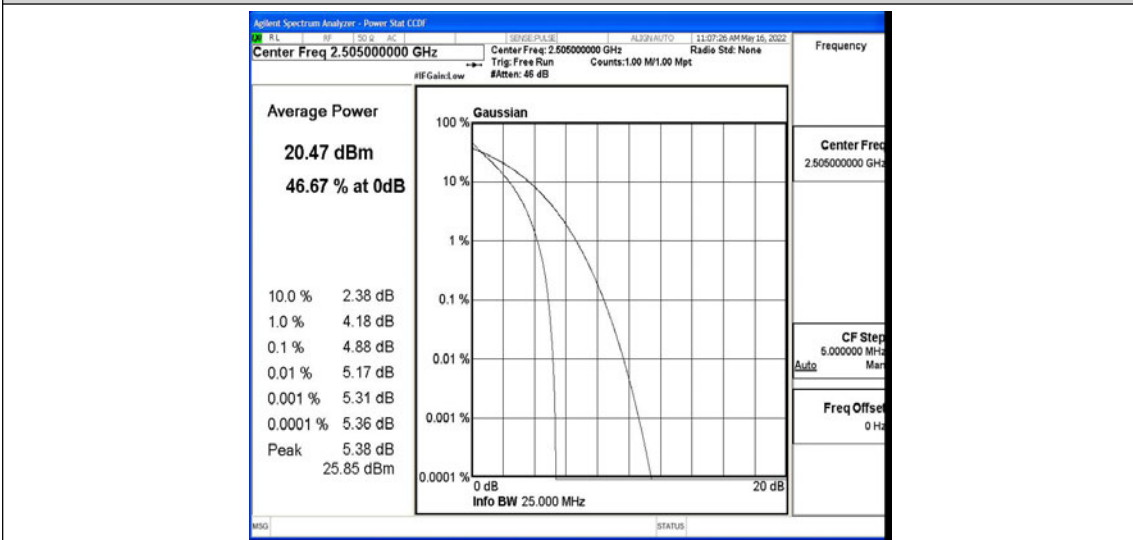 Agilent Spectrum Analyzer - Power Stat CCDF
RL RF 50 Ω AC SENSE:PULSE ALIGN AUTO 11:07:26 AM May 16, 2022
Center Freq 2.505000000 GHz
Center Freq: 2.505000000 GHz Radio Std: None
Trig: Free Run Counts:1.00 M/1.00 Mpt
#IFGain:Low #Atten: 46 dB
Frequency
Average Power
20.47 dBm
46.67 % at 0dB
10.0 % 2.38 dB
1.0 % 4.18 dB
0.1 % 4.88 dB
0.01 % 5.17 dB
0.001 % 5.31 dB
0.0001 % 5.36 dB
Peak 5.38 dB
25.85 dBm
Gaussian
100 %
10 %
1 %
0.1 %
0.01 %
0.001 %
0.0001 %
0 dB 20 dB
Info BW 25.000 MHz
Center Freq
2.505000000 GHz
CF Step
5.000000 MHz
Auto Man
Freq Offset
0 Hz
MSG STATUS